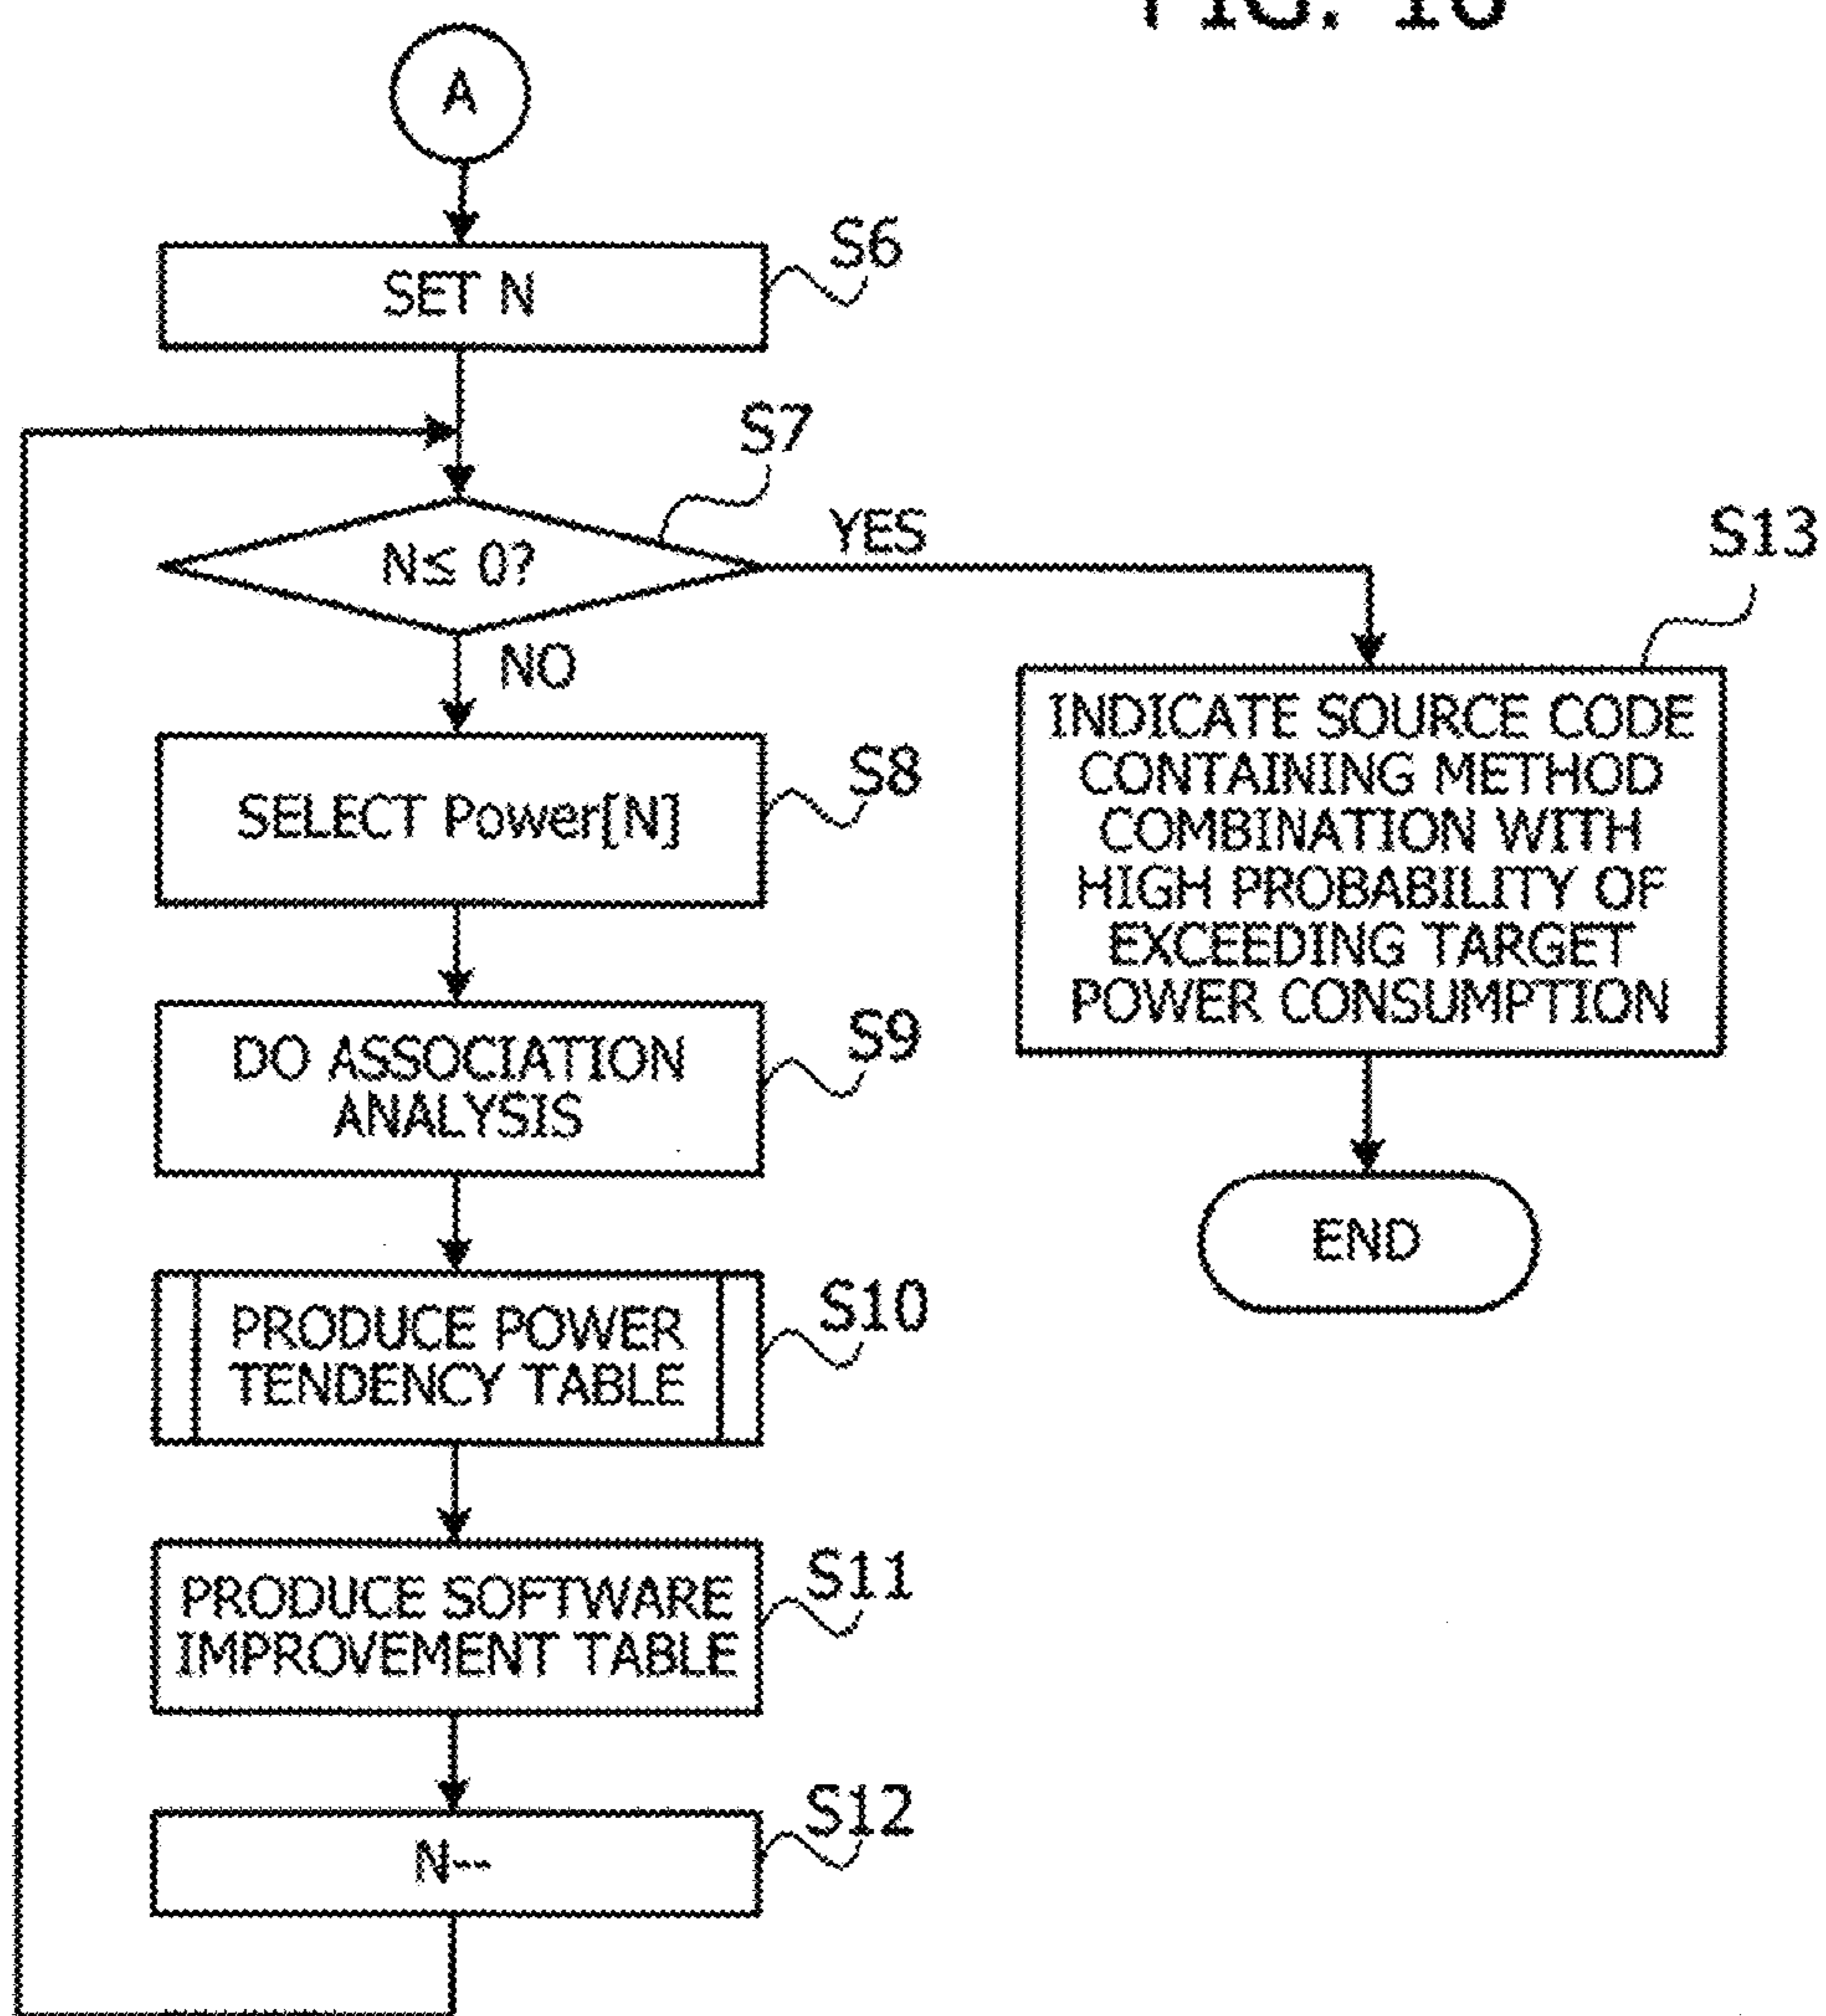 FIG. 16
A
SET N
S6
S7
N≤ 0?
YES
NO
S13
INDICATE SOURCE CODE
CONTAINING METHOD
COMBINATION WITH
HIGH PROBABILITY OF
EXCEEDING TARGET
POWER CONSUMPTION
SELECT Power[N]
S8
DO ASSOCIATION
ANALYSIS
S9
END
PRODUCE POWER
TENDENCY TABLE
S10
PRODUCE SOFTWARE
IMPROVEMENT TABLE
S11
N--
S12